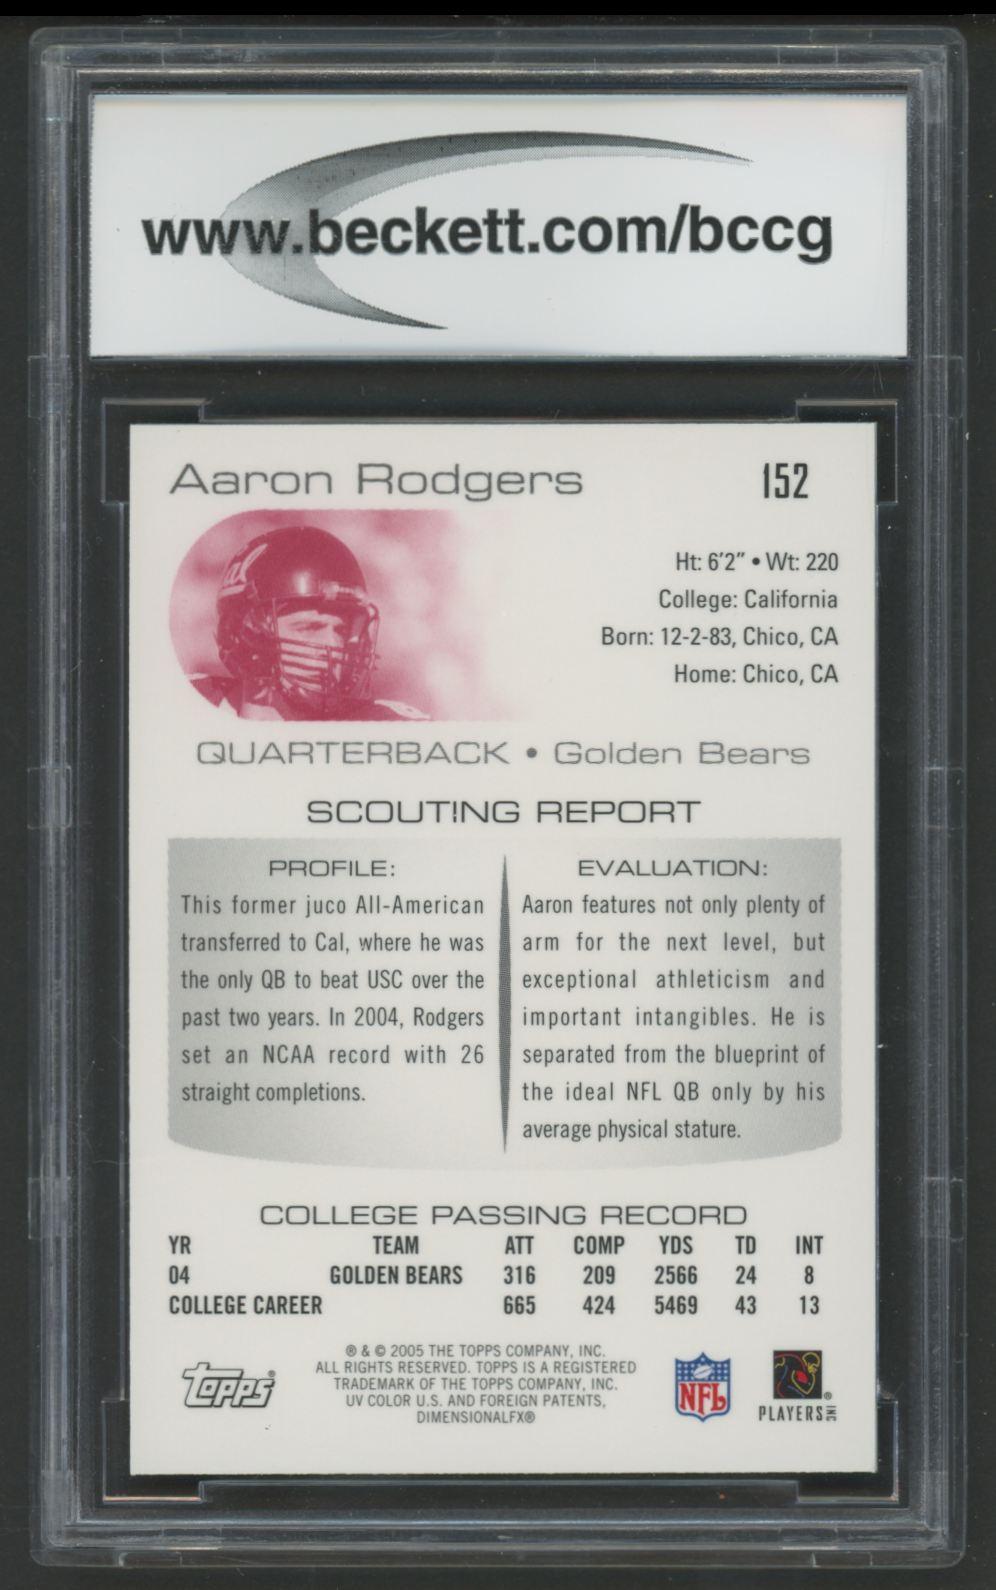 www.beckett.com/bccg
Aaron Rodgers
152
al
Ht: 6'2" • Wt: 220
College: California
Born: 12-2-83, Chico, CA
Home: Chico, CA
QUARTERBACK • Golden Bears
SCOUTING REPORT
PROFILE:
This former juco All-American
transferred to Cal, where he was
the only QB to beat USC over the
past two years. In 2004, Rodgers
set an NCAA record with 26
straight completions.
EVALUATION:
Aaron features not only plenty of
arm for the next level, but
exceptional athleticism and
important intangibles. He is
separated from the blueprint of
the ideal NFL QB only by his
average physical stature.
COLLEGE PASSING RECORD
YR TEAM ATT COMP YDS TD INT
04 GOLDEN BEARS 316 209 2566 24 8
COLLEGE CAREER 665 424 5469 43 13
® & © 2005 THE TOPPS COMPANY, INC.
ALL RIGHTS RESERVED. TOPPS IS A REGISTERED
TRADEMARK OF THE TOPPS COMPANY, INC.
UV COLOR U.S. AND FOREIGN PATENTS,
DIMENSIONALFX®
Topps®
NFL
PLAYERS INC ®